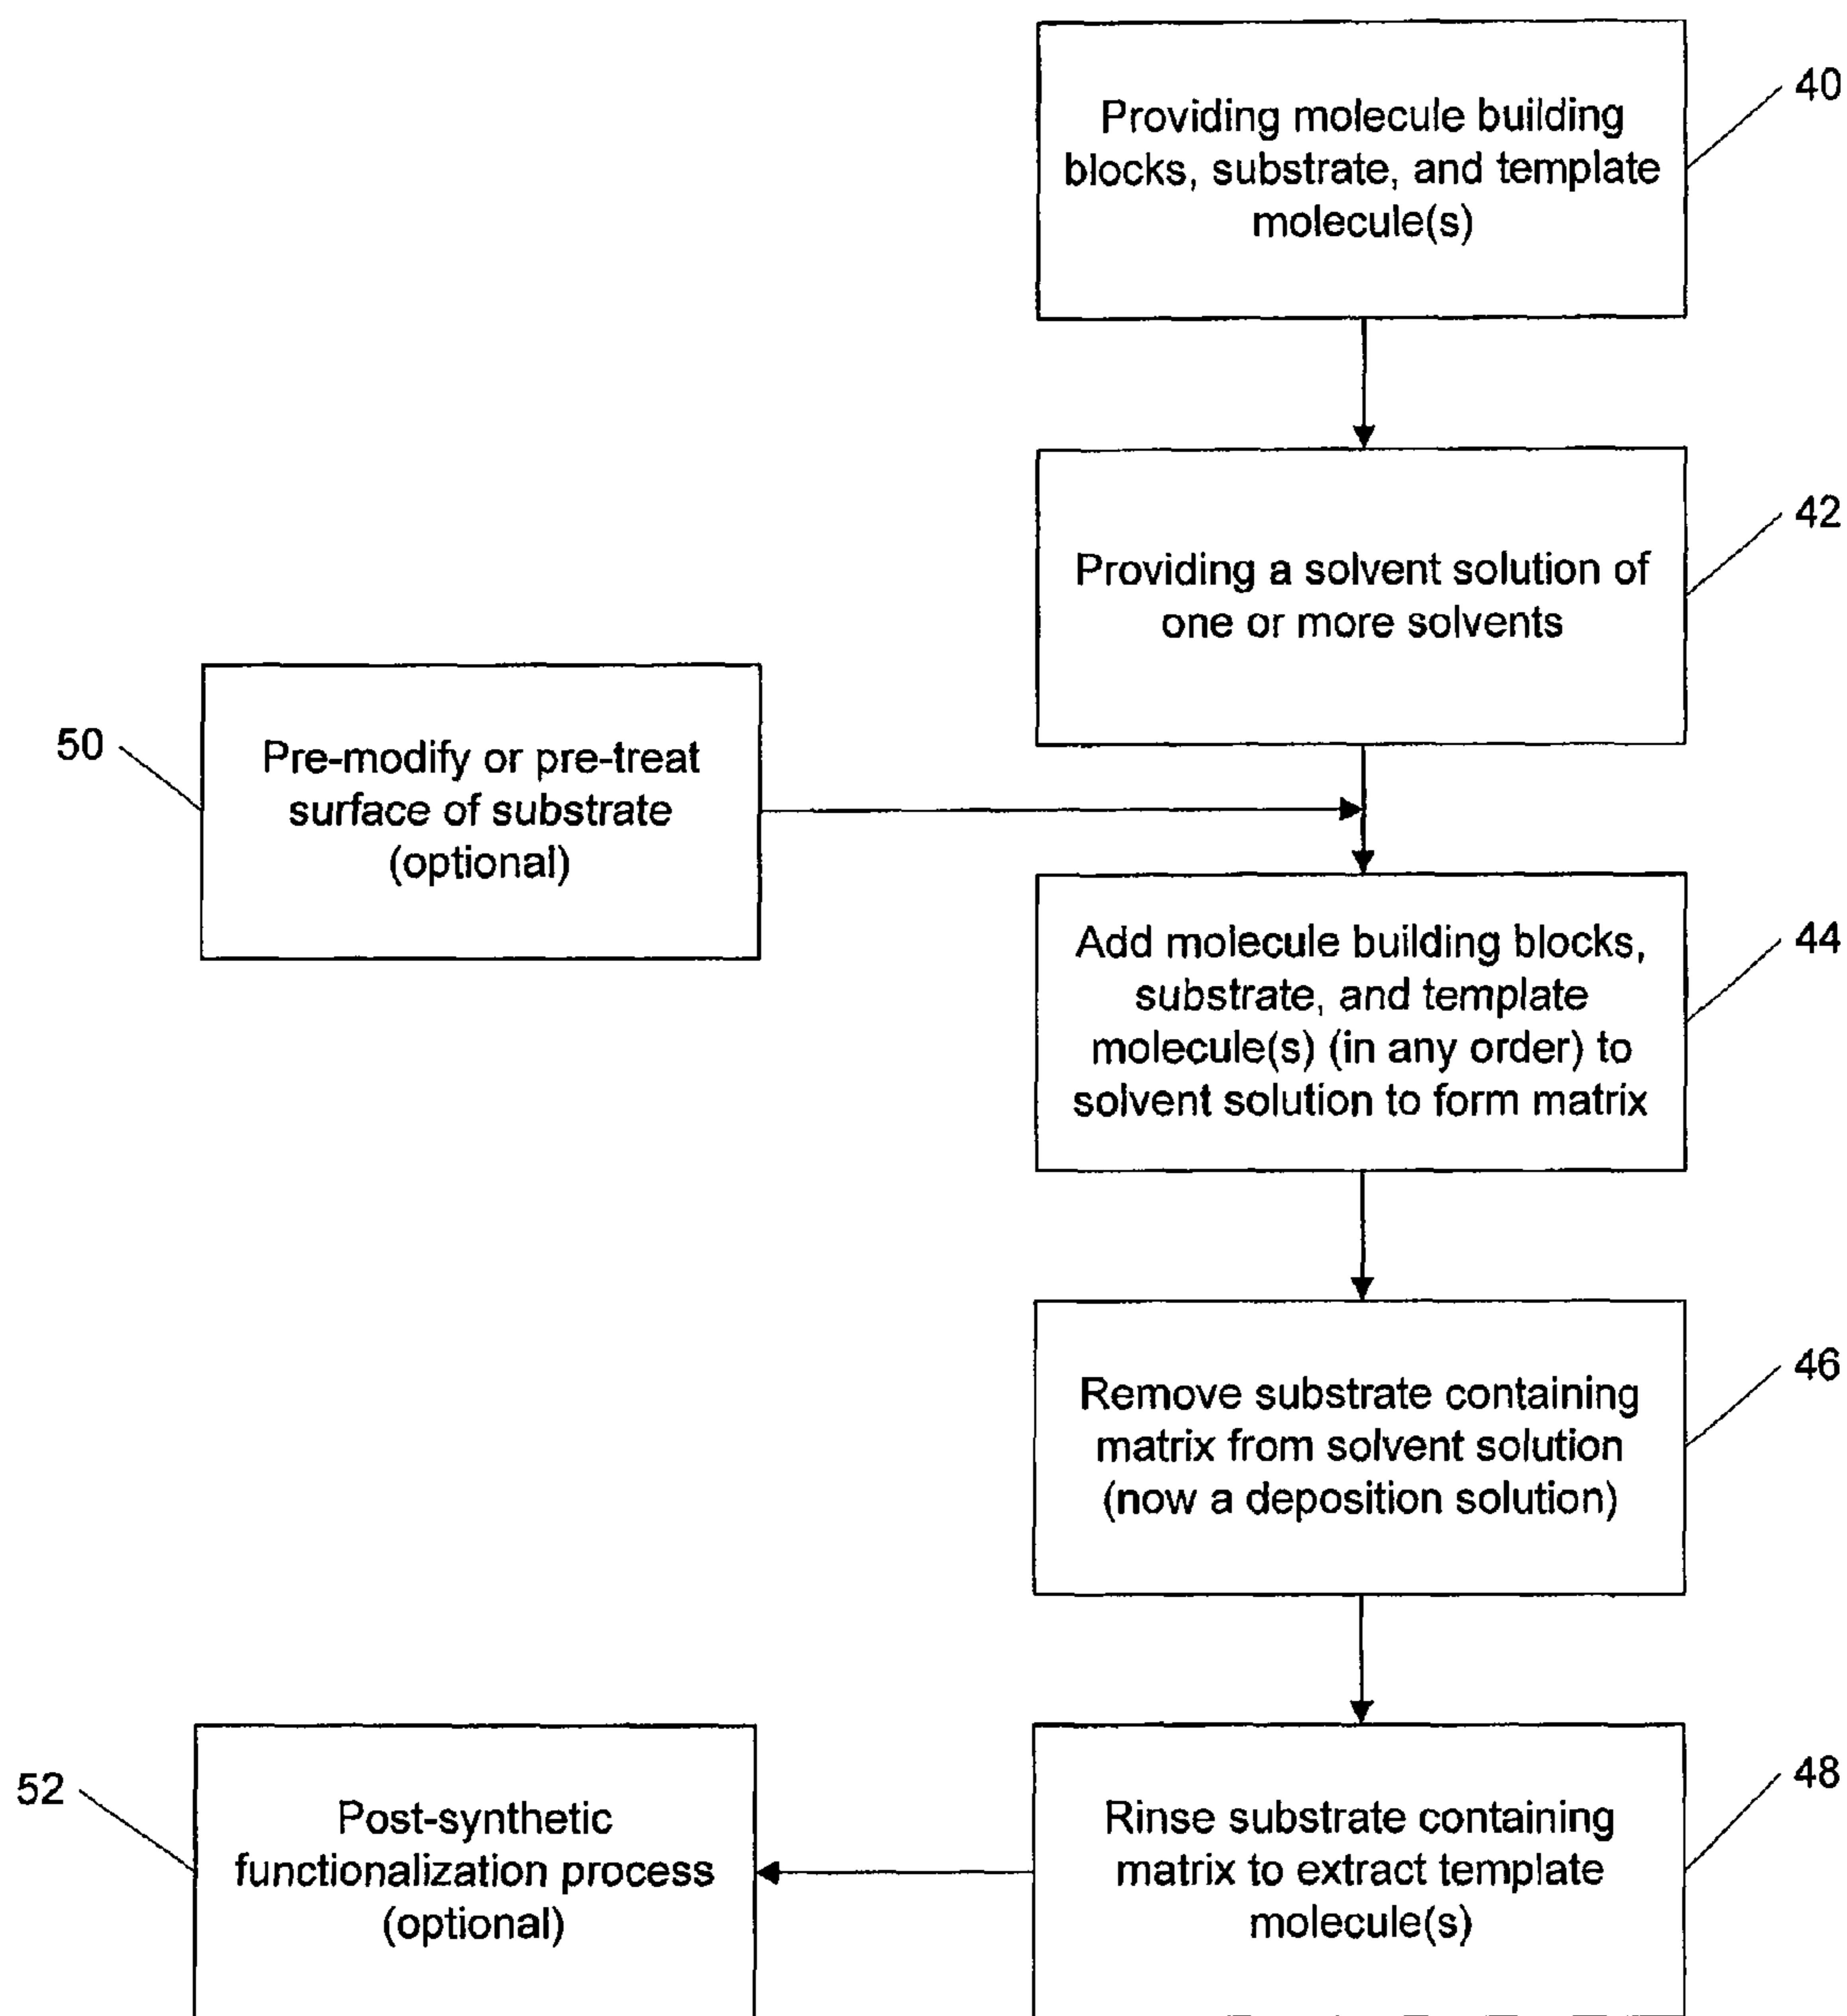 Providing molecule building
blocks, substrate, and template
molecule(s)
40
Providing a solvent solution of
one or more solvents
42
50
Pre-modify or pre-treat
surface of substrate
(optional)
Add molecule building blocks,
substrate, and template
molecule(s) (in any order) to
solvent solution to form matrix
44
Remove substrate containing
matrix from solvent solution
(now a deposition solution)
46
52
Post-synthetic
functionalization process
(optional)
Rinse substrate containing
matrix to extract template
molecule(s)
48